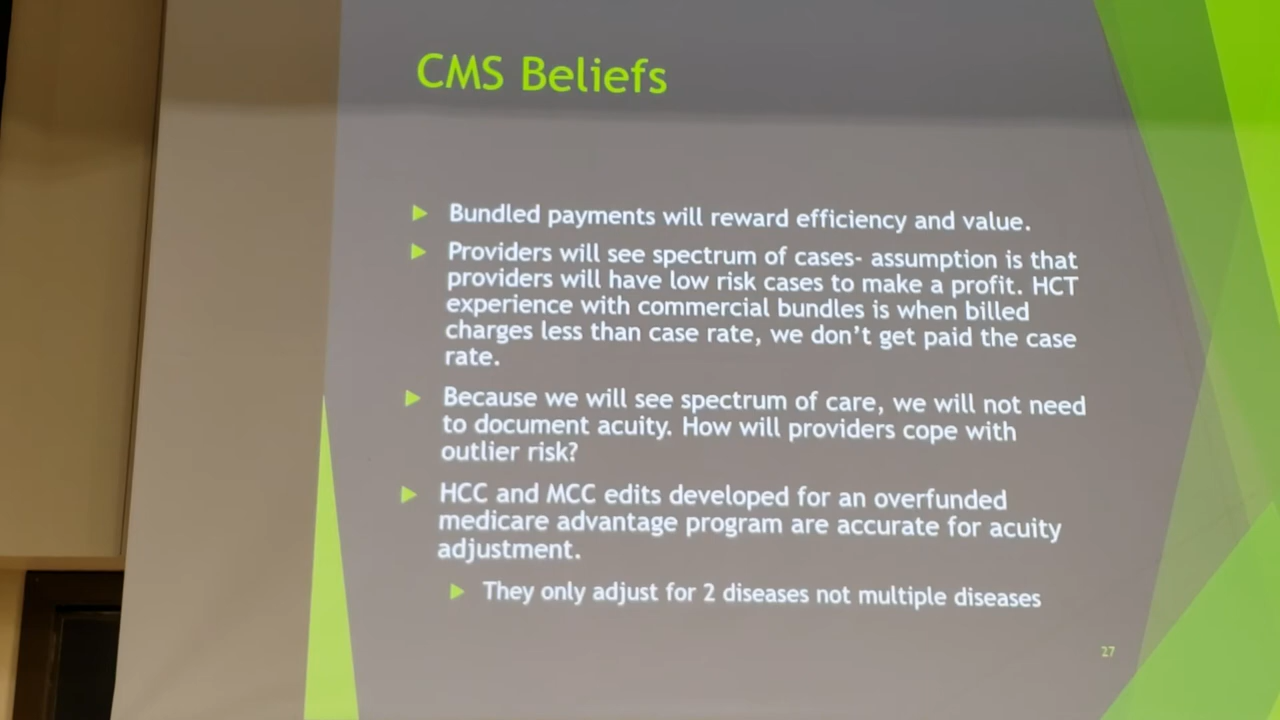 CMS Beliefs
Bundled payments will reward efficiency and value.
Providers will see spectrum of cases- assumption is that
providers will have low risk cases to make a profit. HCT
experience with commercial bundles is when billed
charges less than case rate, we don't get paid the case
rate.
Because we will see spectrum of care, we will not need
to document acuity. How will providers cope with
outlier risk?
HCC and MCC edits developed for an overfunded
medicare advantage program are accurate for acuity
adjustment.
They only adjust for 2 diseases not multiple diseases
27